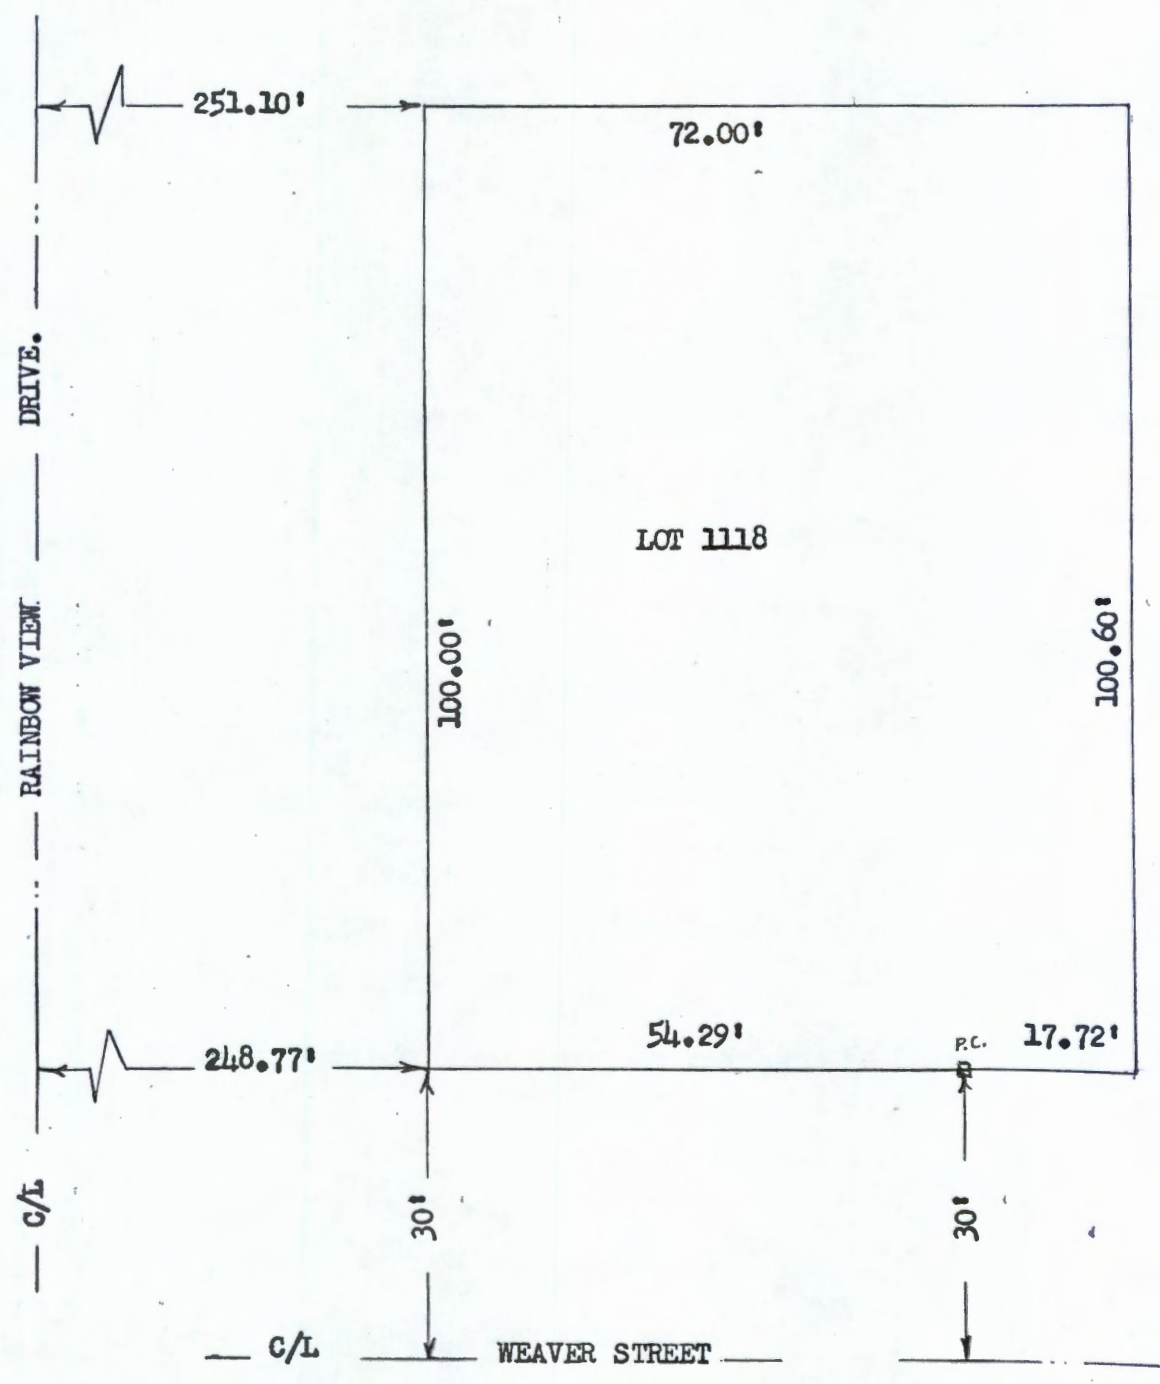 251.10'
72.00'
RAINBOW VIEW. DRIVE.
LOT 1118
100.00'
100.60'
248.77'
54.29'
P.C.
17.72'
C/L
30'
30'
C/L WEAVER STREET